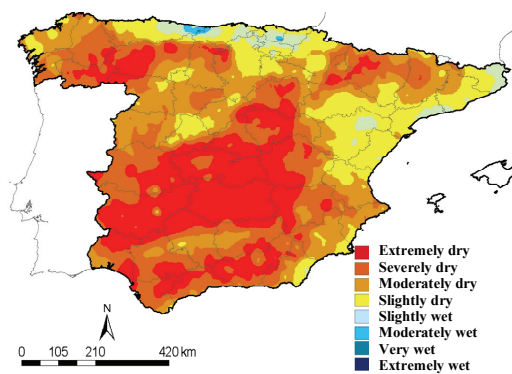 Extremely dry
Severely dry
Moderately dry
Slightly dry
Slightly wet
Moderately wet
Very wet
Extremely wet
N
0 105 210 420 km